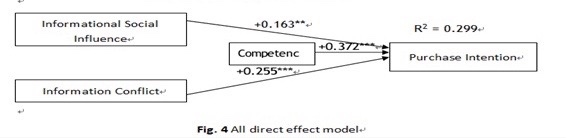 Informational Social
Influence
+0.163**
R² = 0.299
Competenc
+0.372***
Purchase Intention
+0.255***
Information Conflict
Fig. 4 All direct effect model